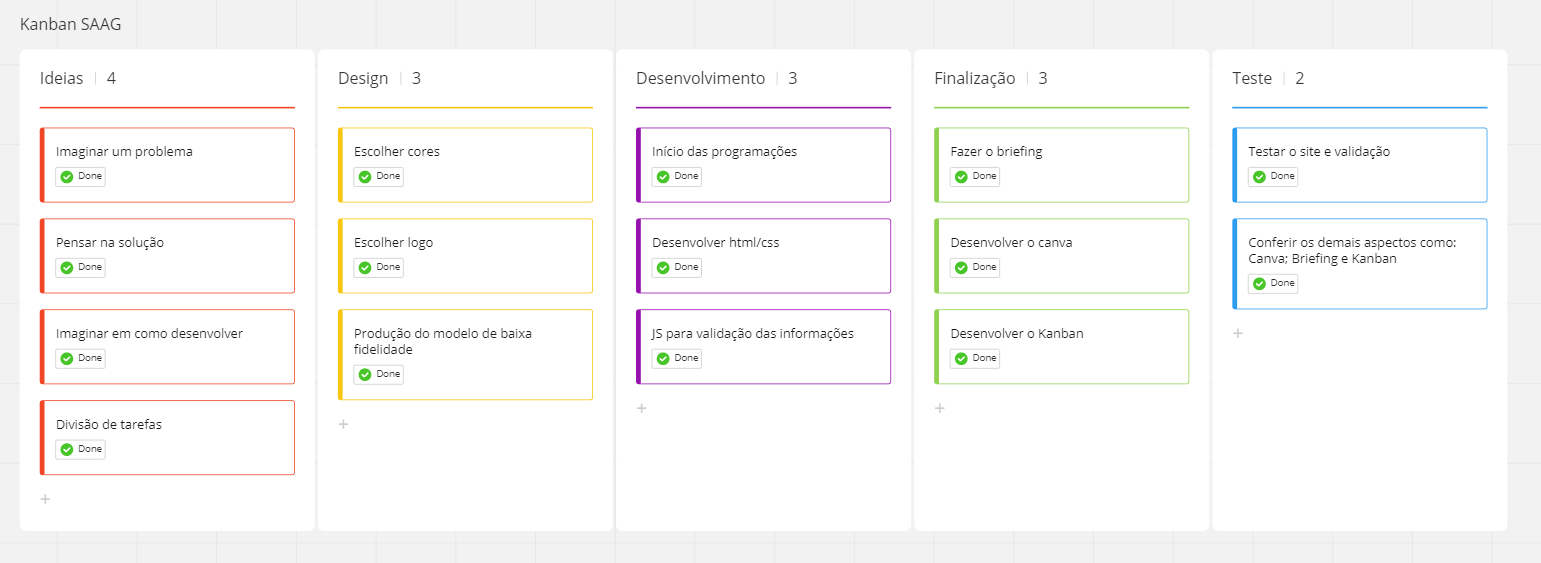 Kanban SAAG
Ideias | 4
Imaginar um problema
Done
Pensar na solução
Done
Imaginar em como desenvolver
Done
Divisão de tarefas
Done
+
Design | 3
Escolher cores
Done
Escolher logo
Done
Produção do modelo de baixa
fidelidade
Done
+
Desenvolvimento | 3
Início das programações
Done
Desenvolver html/css
Done
JS para validação das informações
Done
+
Finalização | 3
Fazer o briefing
Done
Desenvolver o canva
Done
Desenvolver o Kanban
Done
+
Teste | 2
Testar o site e validação
Done
Conferir os demais aspectos como:
Canva; Briefing e Kanban
Done
+